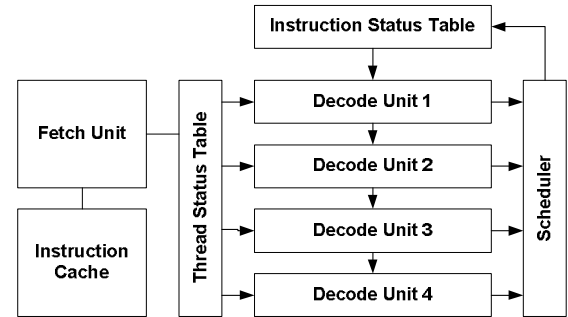 Instruction Status Table
Fetch Unit
Instruction
Cache
Thread Status Table
Decode Unit 1
Decode Unit 2
Decode Unit 3
Decode Unit 4
Scheduler